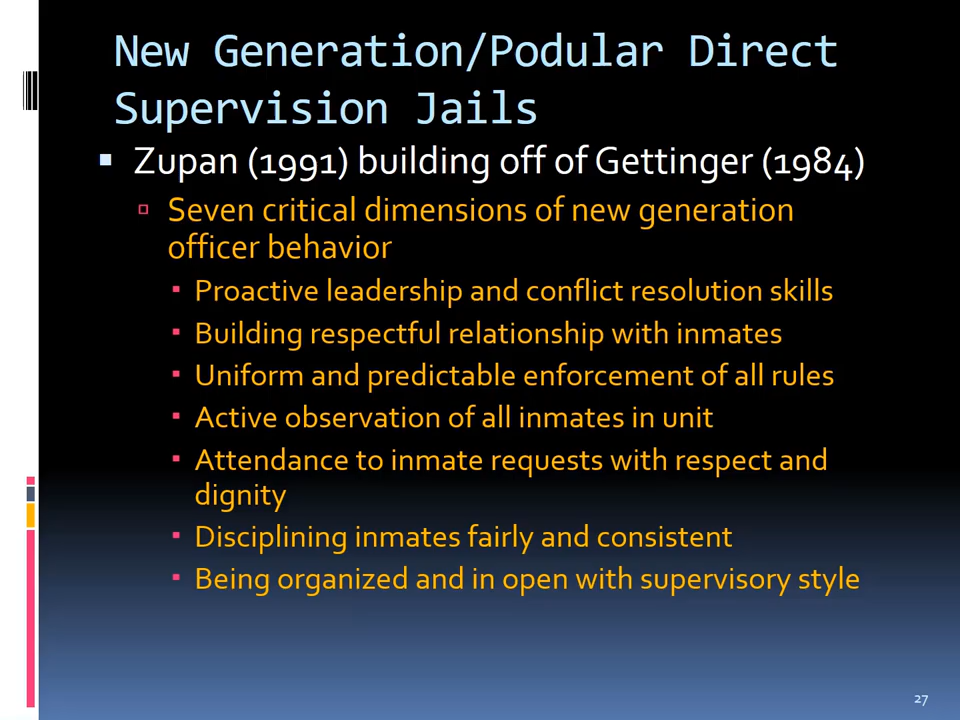 New Generation/Podular Direct
Supervision Jails
Zupan (1991) building off of Gettinger (1984)
Seven critical dimensions of new generation
officer behavior
Proactive leadership and conflict resolution skills
Building respectful relationship with inmates
Uniform and predictable enforcement of all rules
Active observation of all inmates in unit
Attendance to inmate requests with respect and
dignity
Disciplining inmates fairly and consistent
Being organized and in open with supervisory style
27